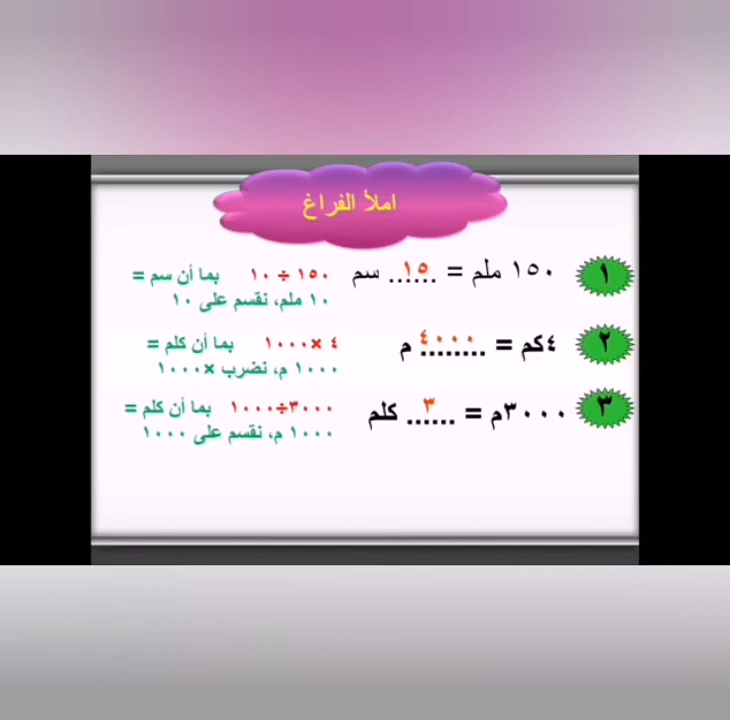 املأ الفراغ
١
١٥٠ ملم = ...١٥... سم
١٥٠ ÷ ١٠ بما أن سم =
١٠ ملم، نقسم على ١٠
٢
٤كم = ...٤٠٠٠... م
٤ ×١٠٠٠ بما أن كلم =
١٠٠٠ م، نضرب ×١٠٠٠
٣
٣٠٠٠م = ...٣... كلم
٣٠٠٠÷١٠٠٠ بما أن كلم =
١٠٠٠ م، نقسم على ١٠٠٠